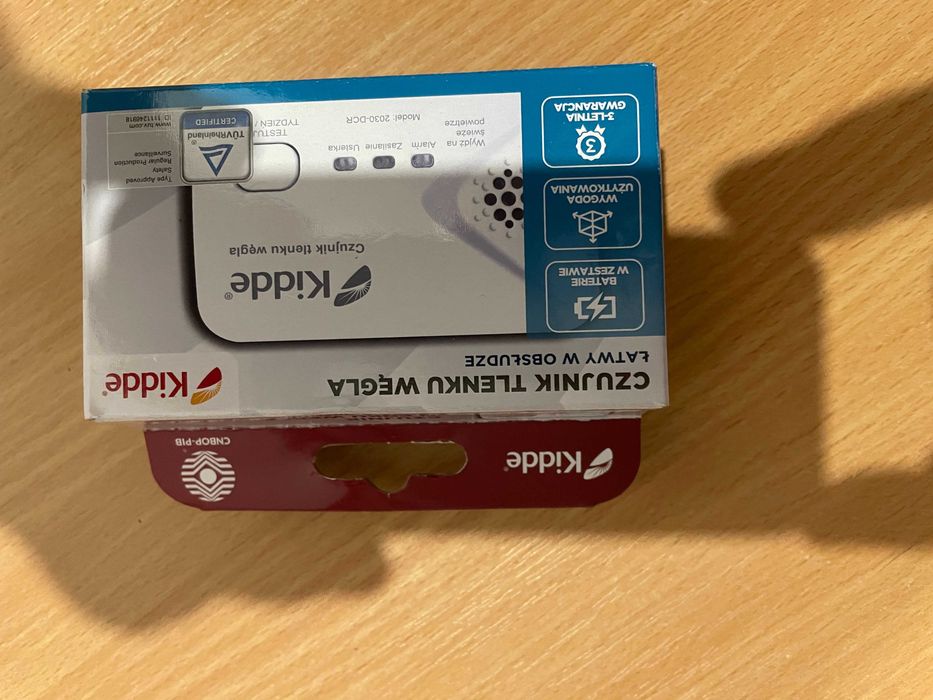 Kidde
CNBOP-PIB
CZUJNIK TLENKU WĘGLA
ŁATWY W OBSŁUDZE
Kidde®
BATERIE
W ZESTAWIE
WYGODA
UŻYTKOWANIA
3
3-LETNIA
GWARANCJA
Kidde®
Czujnik tlenku węgla
Wyjdź na
świeże
powietrze
Alarm
Zasilanie
Usterka
Model: 2030-DCR
TESTUJ
TYDZIEŃ /
TÜVRheinland®
CERTIFIED
Type Approved
Safety
Regular Production
Surveillance
www.tuv.com
ID 1111246918